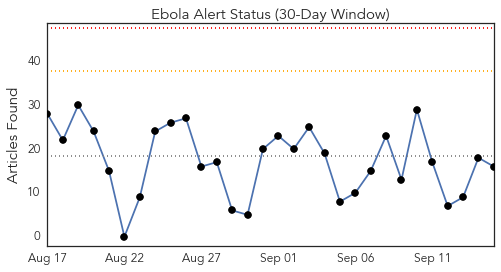 Ebola Alert Status (30-Day Window)
Articles Found
40
30
20
10
0
Aug 17 Aug 22 Aug 27 Sep 01 Sep 06 Sep 11